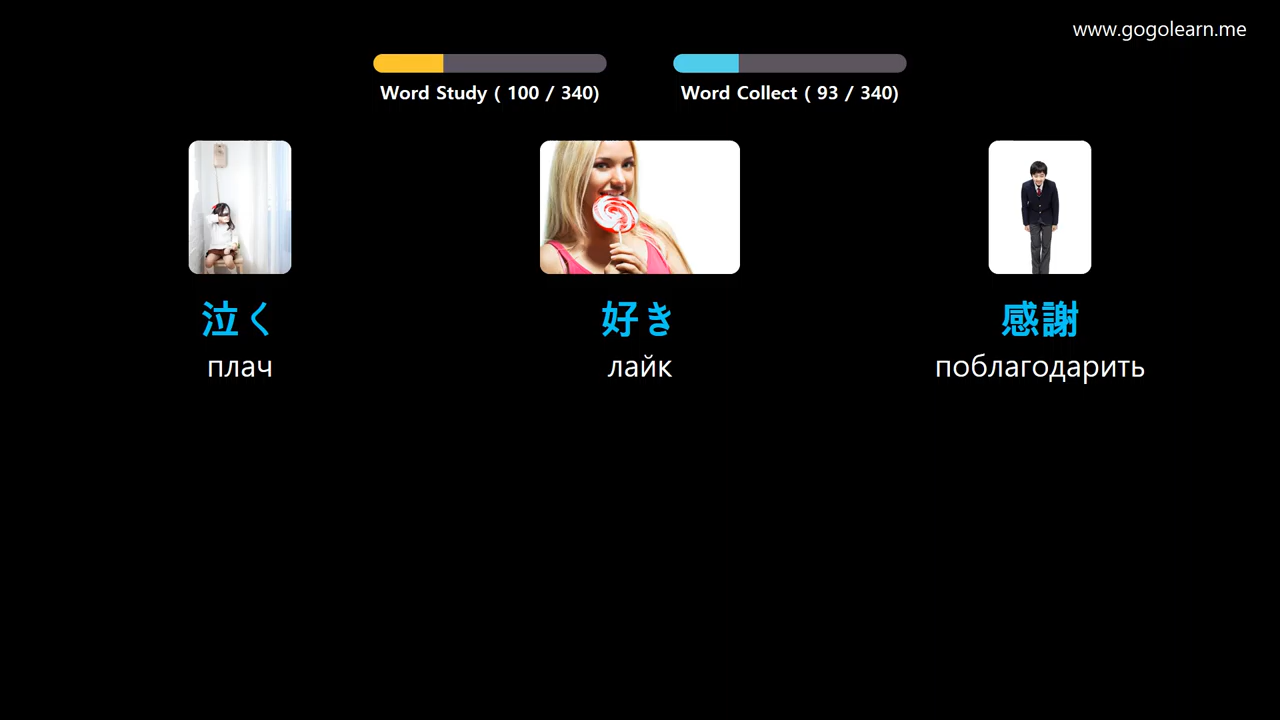 www.gogolearn.me
Word Study ( 100 / 340)
Word Collect ( 93 / 340)
泣く
好き
感謝
плач
лайк
поблагодарить